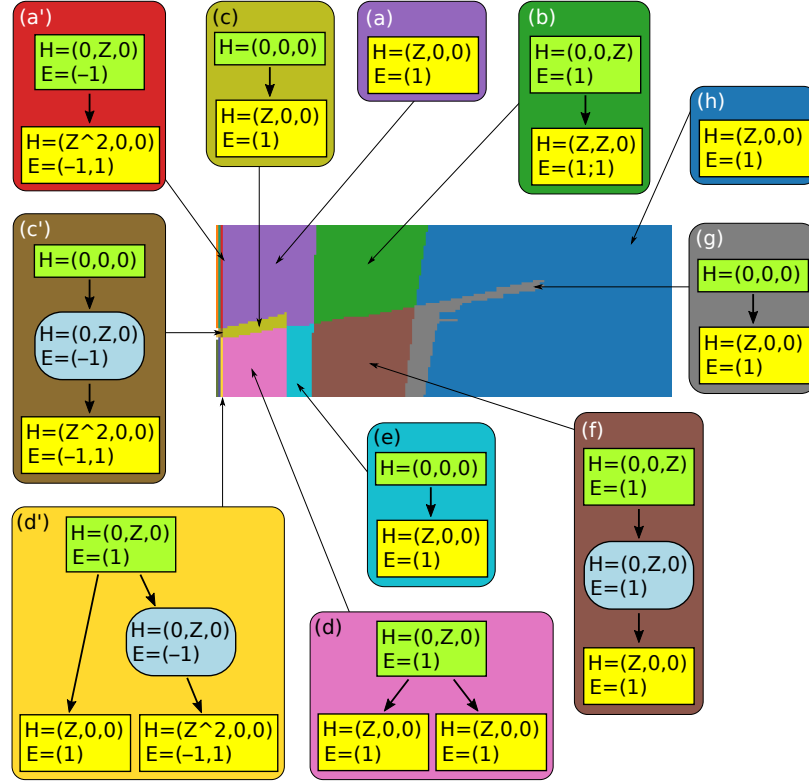 (a')
H=(0,Z,0)
E=(–1)
H=(Z^2,0,0)
E=(–1,1)
(c)
H=(0,0,0)
H=(Z,0,0)
E=(1)
(a)
H=(Z,0,0)
E=(1)
(b)
H=(0,0,Z)
E=(1)
H=(Z,Z,0)
E=(1;1)
(h)
H=(Z,0,0)
E=(1)
(c')
H=(0,0,0)
H=(0,Z,0)
E=(–1)
H=(Z^2,0,0)
E=(–1,1)
(g)
H=(0,0,0)
H=(Z,0,0)
E=(1)
(e)
H=(0,0,0)
H=(Z,0,0)
E=(1)
(f)
H=(0,0,Z)
E=(1)
H=(0,Z,0)
E=(1)
H=(Z,0,0)
E=(1)
(d')
H=(0,Z,0)
E=(1)
H=(0,Z,0)
E=(–1)
H=(Z,0,0)
E=(1)
H=(Z^2,0,0)
E=(–1,1)
(d)
H=(0,Z,0)
E=(1)
H=(Z,0,0)
E=(1)
H=(Z,0,0)
E=(1)